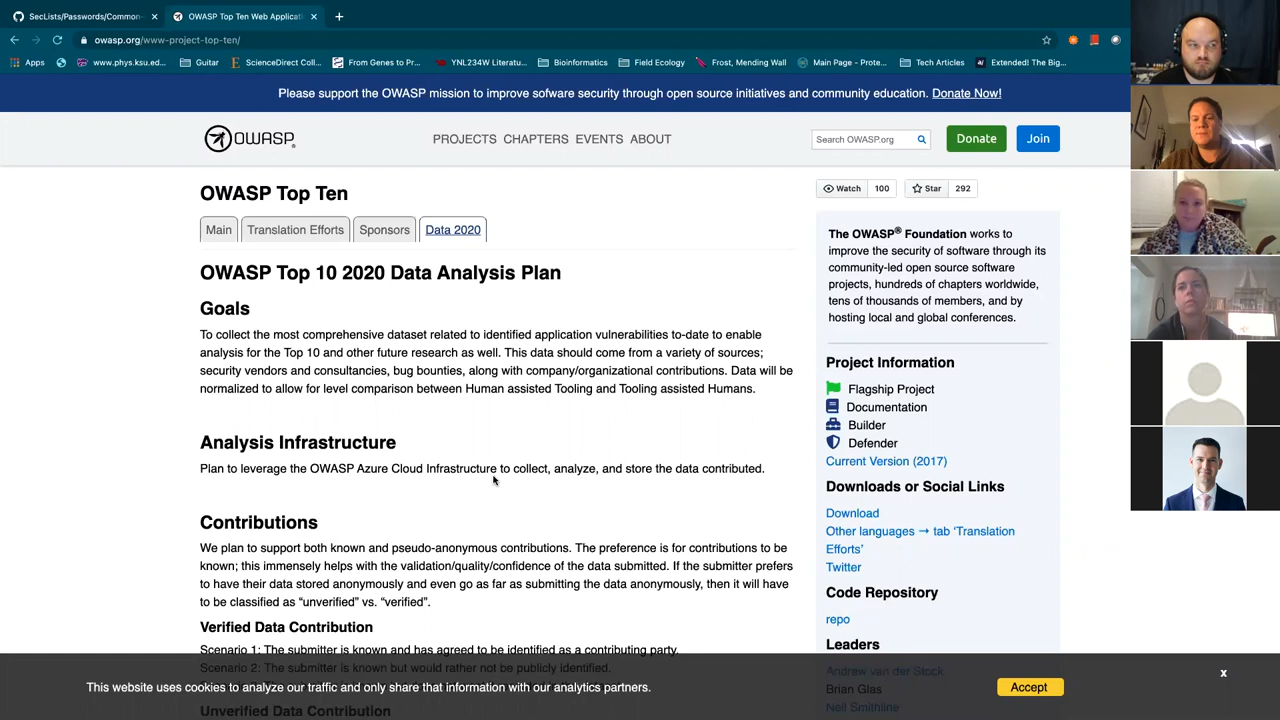 SecLists/Passwords/Common-
OWASP Top Ten Web Applicati
owasp.org/www-project-top-ten/
Apps
www.phys.ksu.ed...
Guitar
ScienceDirect Coll...
From Genes to Pr...
YNL234W Literatu...
Bioinformatics
Field Ecology
Frost, Mending Wall
Main Page - Prote...
Tech Articles
Extended! The Big...
Please support the OWASP mission to improve sofware security through open source initiatives and community education. Donate Now!
OWASP
PROJECTS CHAPTERS EVENTS ABOUT
Search OWASP.org
Donate
Join
OWASP Top Ten
Watch 100
Star 292
Main
Translation Efforts
Sponsors
Data 2020
OWASP Top 10 2020 Data Analysis Plan
Goals
To collect the most comprehensive dataset related to identified application vulnerabilities to-date to enable
analysis for the Top 10 and other future research as well. This data should come from a variety of sources;
security vendors and consultancies, bug bounties, along with company/organizational contributions. Data will be
normalized to allow for level comparison between Human assisted Tooling and Tooling assisted Humans.
Analysis Infrastructure
Plan to leverage the OWASP Azure Cloud Infrastructure to collect, analyze, and store the data contributed.
Contributions
We plan to support both known and pseudo-anonymous contributions. The preference is for contributions to be
known; this immensely helps with the validation/quality/confidence of the data submitted. If the submitter prefers
to have their data stored anonymously and even go as far as submitting the data anonymously, then it will have
to be classified as “unverified” vs. “verified”.
Verified Data Contribution
Scenario 1: The submitter is known and has agreed to be identified as a contributing party.
Scenario 2: The submitter is known but would rather not be publicly identified.
Unverified Data Contribution
The OWASP® Foundation works to
improve the security of software through its
community-led open source software
projects, hundreds of chapters worldwide,
tens of thousands of members, and by
hosting local and global conferences.
Project Information
Flagship Project
Documentation
Builder
Defender
Current Version (2017)
Downloads or Social Links
Download
Other languages → tab ‘Translation
Efforts’
Twitter
Code Repository
repo
Leaders
Andrew van der Stock
Brian Glas
Neil Smithline
This website uses cookies to analyze our traffic and only share that information with our analytics partners.
Accept
x